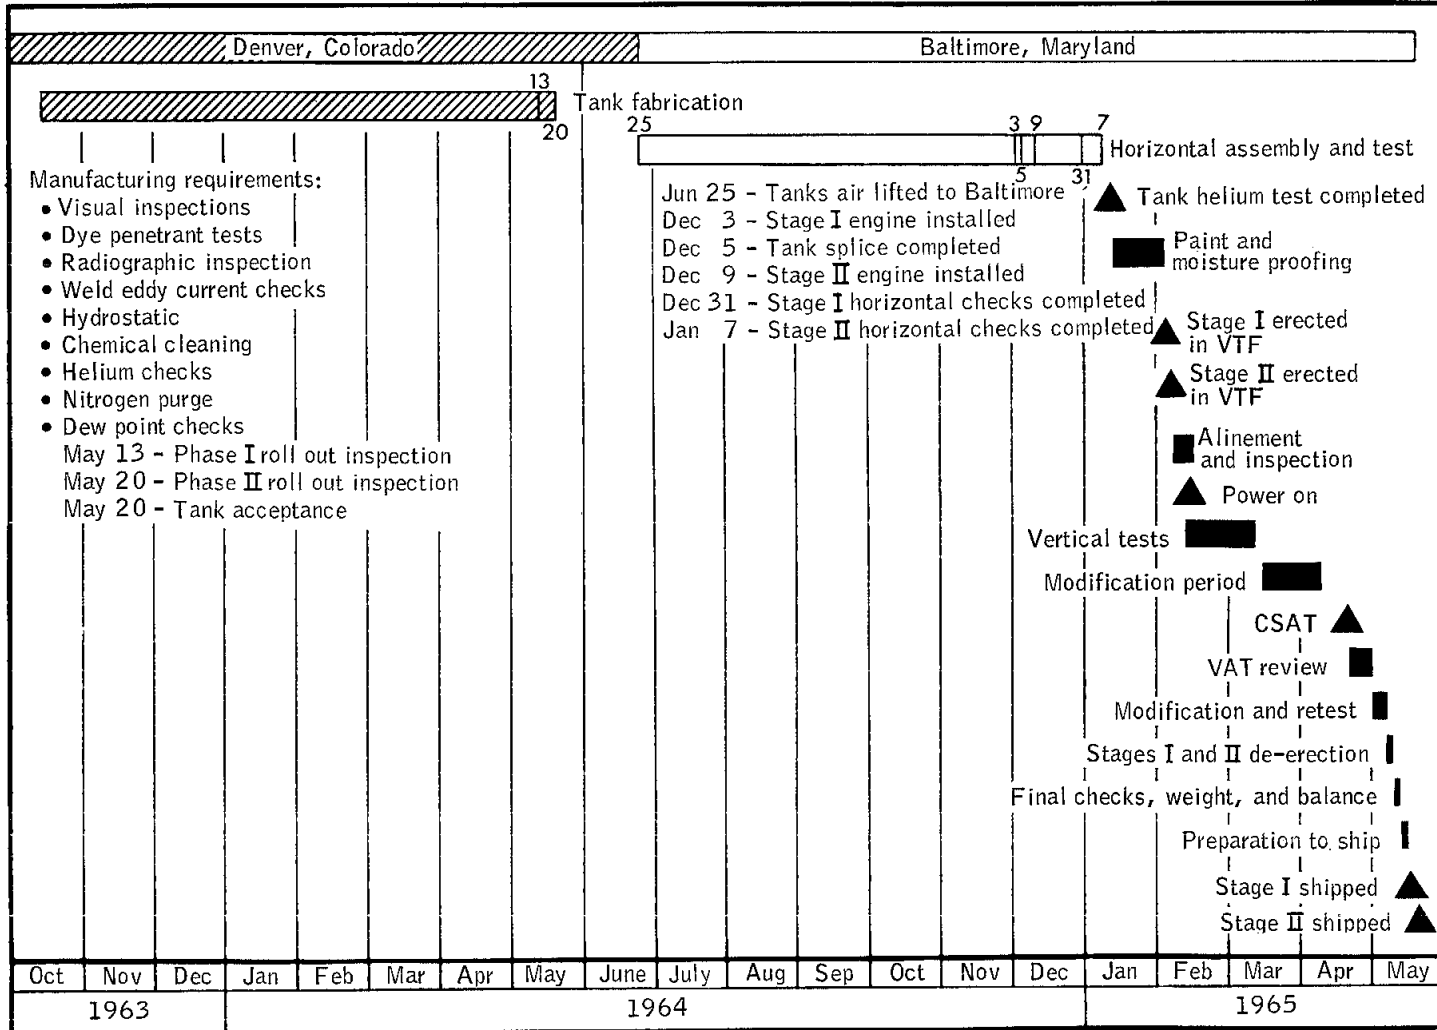 Denver, Colorado
Baltimore, Maryland
13
Tank fabrication
20
25
3 9 7
Horizontal assembly and test
5 31
Manufacturing requirements:
• Visual inspections
• Dye penetrant tests
• Radiographic inspection
• Weld eddy current checks
• Hydrostatic
• Chemical cleaning
• Helium checks
• Nitrogen purge
• Dew point checks
May 13 - Phase I roll out inspection
May 20 - Phase II roll out inspection
May 20 - Tank acceptance
Jun 25 - Tanks air lifted to Baltimore
Dec 3 - Stage I engine installed
Dec 5 - Tank splice completed
Dec 9 - Stage II engine installed
Dec 31 - Stage I horizontal checks completed
Jan 7 - Stage II horizontal checks completed
Tank helium test completed
Paint and
moisture proofing
Stage I erected
in VTF
Stage II erected
in VTF
Alinement
and inspection
Power on
Vertical tests
Modification period
CSAT
VAT review
Modification and retest
Stages I and II de-erection
Final checks, weight, and balance
Preparation to ship
Stage I shipped
Stage II shipped
Oct Nov Dec Jan Feb Mar Apr May June July Aug Sep Oct Nov Dec Jan Feb Mar Apr May
1963 1964 1965